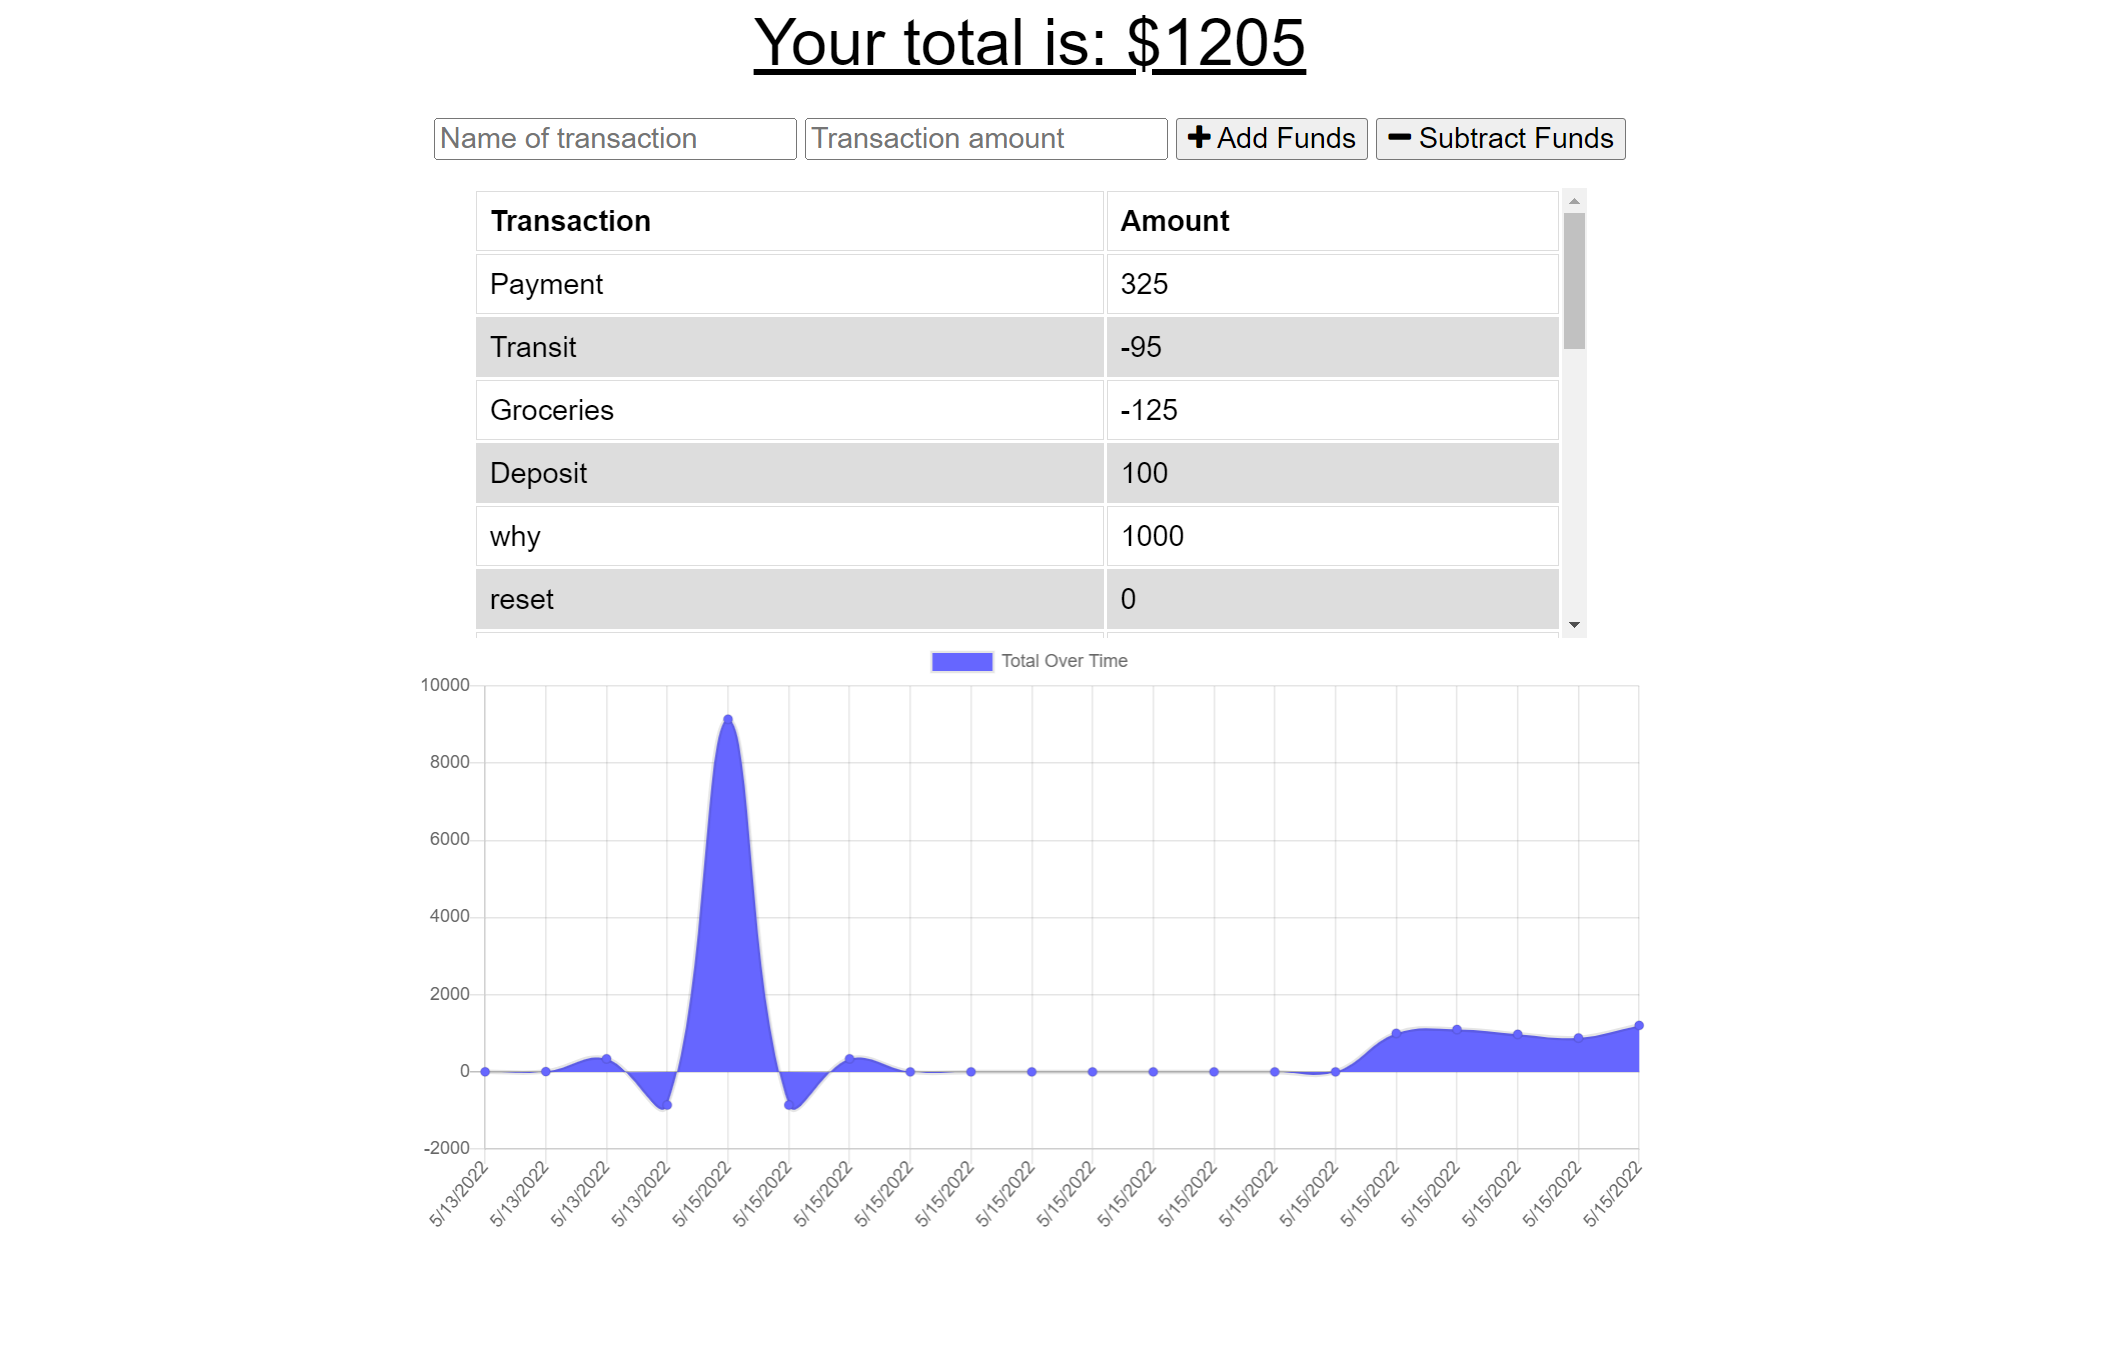 Your total is: $1205
Name of transaction Transaction amount Add Funds Subtract Funds
Transaction Amount
Payment 325
Transit -95
Groceries -125
Deposit 100
why 1000
reset 0
Total Over Time
10000
8000
6000
4000
2000
0
-2000
5/13/2022 5/13/2022 5/13/2022 5/13/2022 5/15/2022 5/15/2022 5/15/2022 5/15/2022 5/15/2022 5/15/2022 5/15/2022 5/15/2022 5/15/2022 5/15/2022 5/15/2022 5/15/2022 5/15/2022 5/15/2022 5/15/2022 5/15/2022